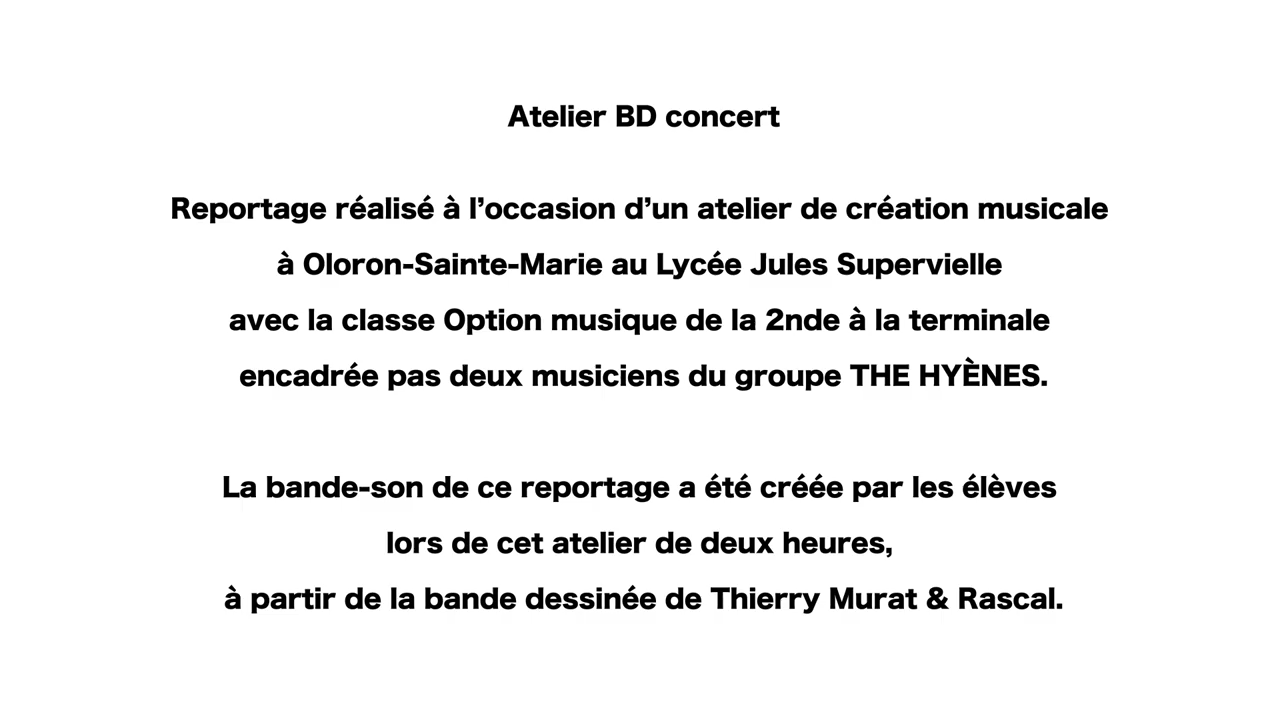 Atelier BD concert
Reportage réalisé à l’occasion d’un atelier de création musicale
à Oloron-Sainte-Marie au Lycée Jules Supervielle
avec la classe Option musique de la 2nde à la terminale
encadrée pas deux musiciens du groupe THE HYÈNES.
La bande-son de ce reportage a été créée par les élèves
lors de cet atelier de deux heures,
à partir de la bande dessinée de Thierry Murat & Rascal.